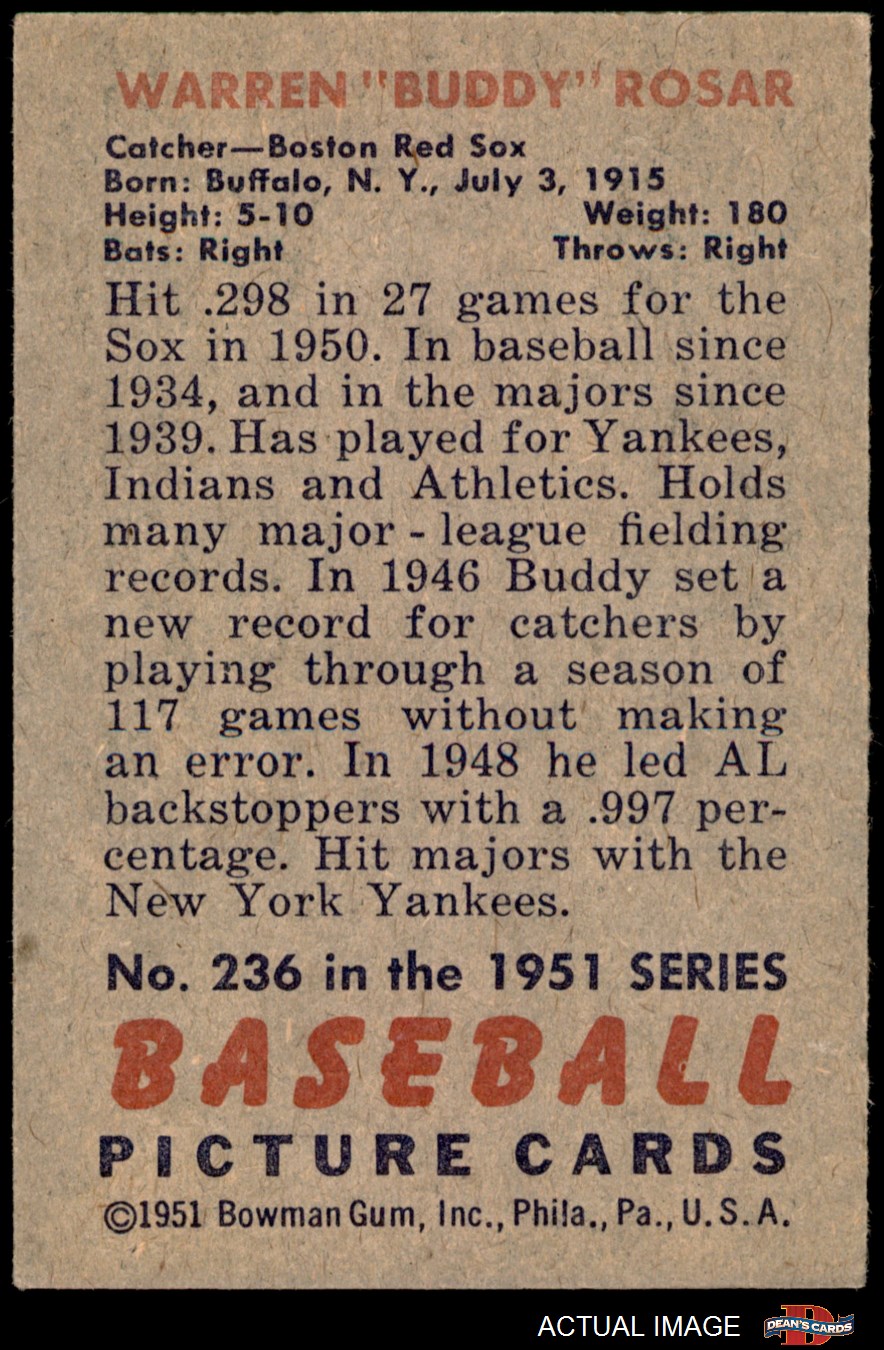 WARREN "BUDDY" ROSAR
Catcher—Boston Red Sox
Born: Buffalo, N. Y., July 3, 1915
Height: 5-10 Weight: 180
Bats: Right Throws: Right
Hit .298 in 27 games for the
Sox in 1950. In baseball since
1934, and in the majors since
1939. Has played for Yankees,
Indians and Athletics. Holds
many major - league fielding
records. In 1946 Buddy set a
new record for catchers by
playing through a season of
117 games without making
an error. In 1948 he led AL
backstoppers with a .997 per-
centage. Hit majors with the
New York Yankees.
No. 236 in the 1951 SERIES
BASEBALL
PICTURE CARDS
©1951 Bowman Gum, Inc., Phila., Pa., U.S.A.
ACTUAL IMAGE
D
DEAN'S CARDS